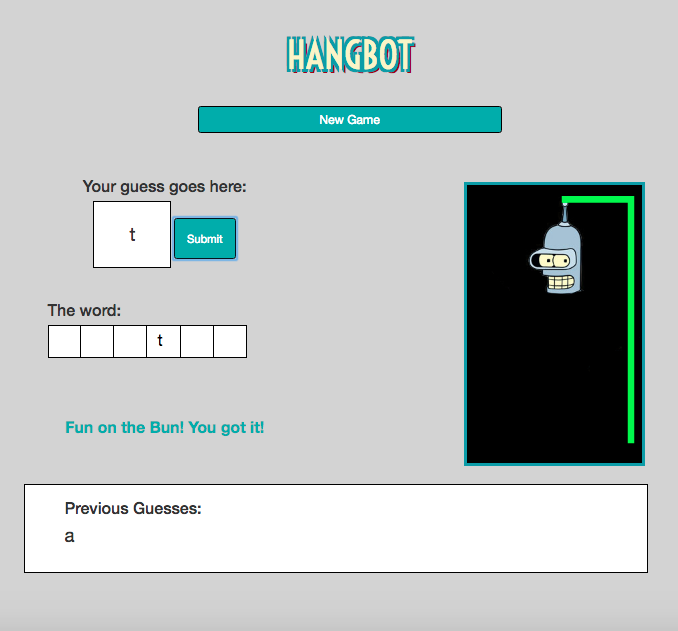 HANGBOT
New Game
Your guess goes here:
t
Submit
The word:
t
Fun on the Bun! You got it!
Previous Guesses:
a